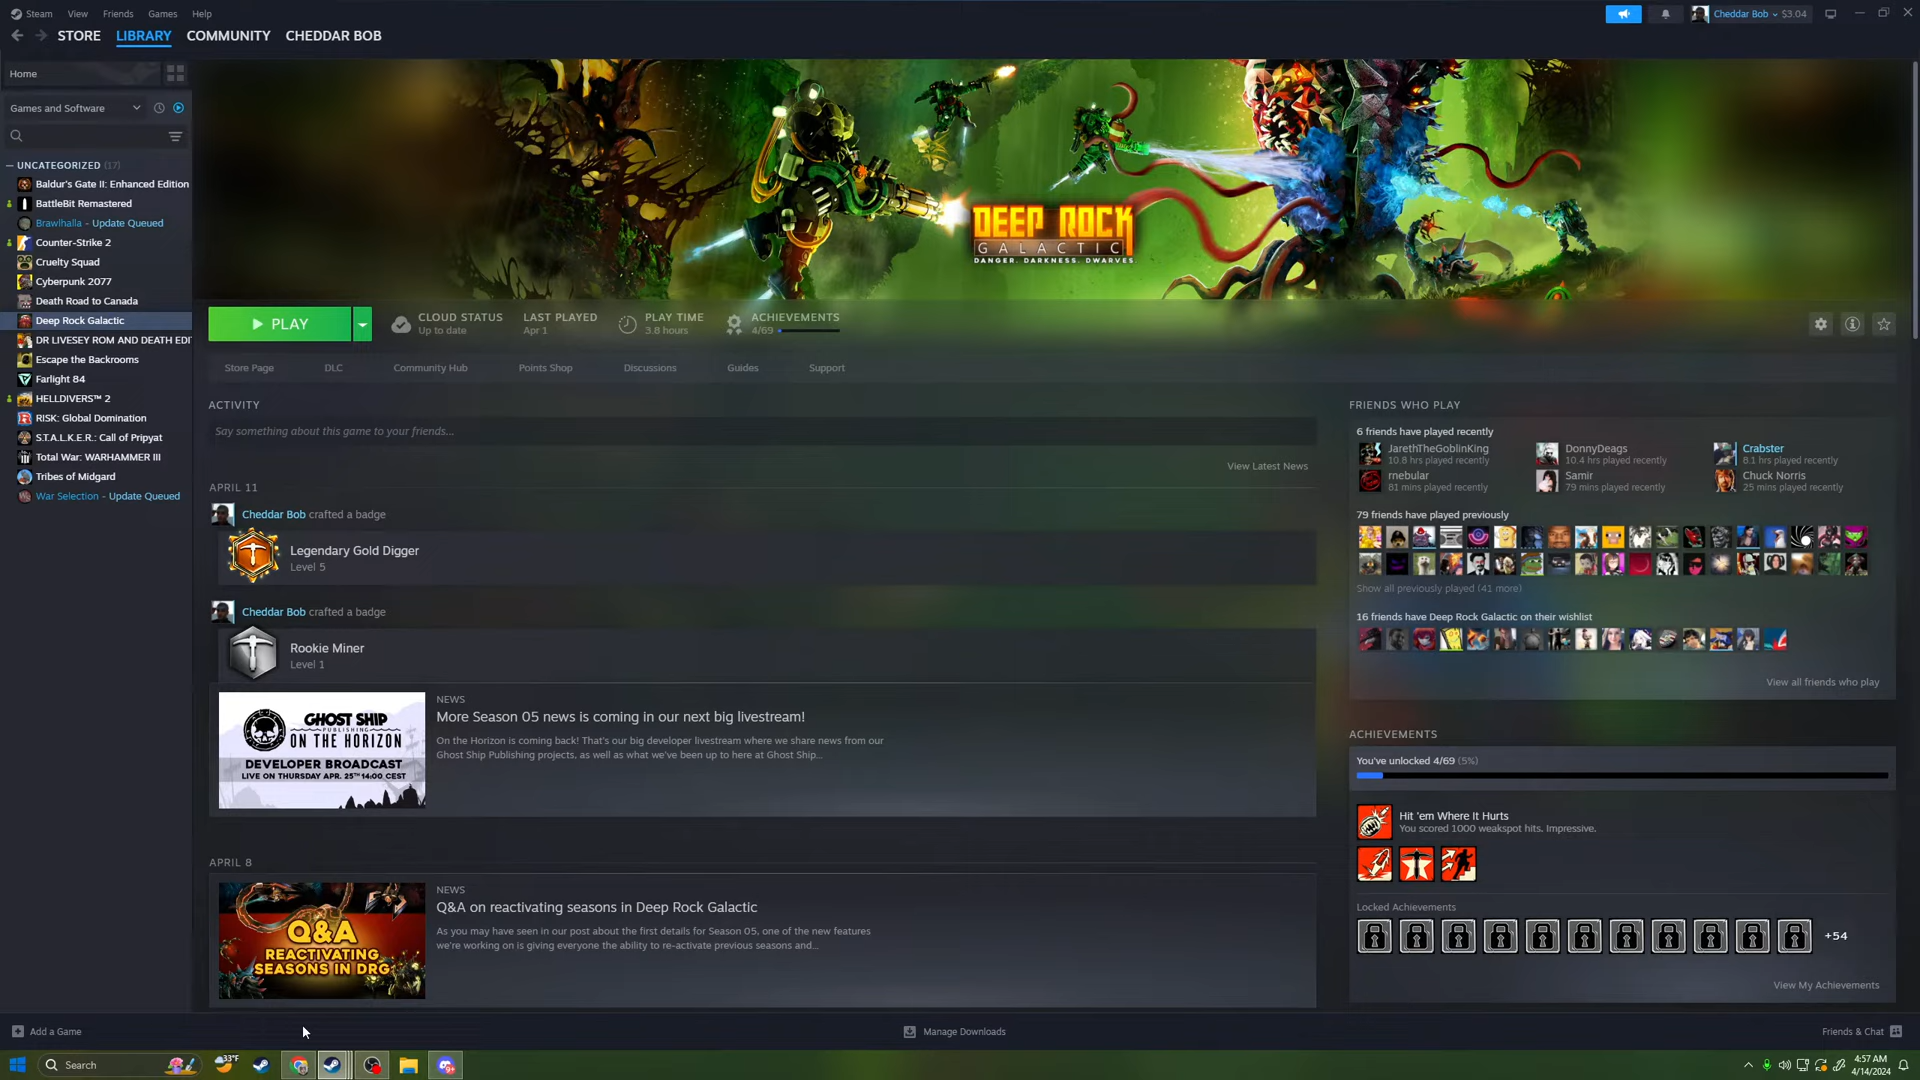 Steam View Friends Games Help
Cheddar Bob $3.04
STORE LIBRARY COMMUNITY CHEDDAR BOB
Home
Games and Software
UNCATEGORIZED (17)
Baldur's Gate II: Enhanced Edition
BattleBit Remastered
Brawlhalla - Update Queued
Counter-Strike 2
Cruelty Squad
Cyberpunk 2077
Death Road to Canada
Deep Rock Galactic
DR LIVESEY ROM AND DEATH EDI
Escape the Backrooms
Farlight 84
HELLDIVERS™ 2
RISK: Global Domination
S.T.A.L.K.E.R.: Call of Pripyat
Total War: WARHAMMER III
Tribes of Midgard
War Selection - Update Queued
DEEP ROCK
GALACTIC
DANGER. DARKNESS. DWARVES.
PLAY
CLOUD STATUS
Up to date
LAST PLAYED
Apr 1
PLAY TIME
3.8 hours
ACHIEVEMENTS
4/69
Store Page DLC Community Hub Points Shop Discussions Guides Support
ACTIVITY
Say something about this game to your friends...
View Latest News
APRIL 11
Cheddar Bob crafted a badge
Legendary Gold Digger
Level 5
Cheddar Bob crafted a badge
Rookie Miner
Level 1
GHOST SHIP
PUBLISHING
ON THE HORIZON
DEVELOPER BROADCAST
LIVE ON THURSDAY APR. 25TH 14:00 CEST
NEWS
More Season 05 news is coming in our next big livestream!
On the Horizon is coming back! That's our big developer livestream where we share news from our
Ghost Ship Publishing projects, as well as what we've been up to here at Ghost Ship...
APRIL 8
Q&A
REACTIVATING
SEASONS IN DRG
NEWS
Q&A on reactivating seasons in Deep Rock Galactic
As you may have seen in our post about the first details for Season 05, one of the new features
we're working on is giving everyone the ability to re-activate previous seasons and...
FRIENDS WHO PLAY
6 friends have played recently
JarethTheGoblinKing
10.8 hrs played recently
DonnyDeags
10.4 hrs played recently
Crabster
8.1 hrs played recently
rnebular
81 mins played recently
Samir
79 mins played recently
Chuck Norris
25 mins played recently
79 friends have played previously
Show all previously played (41 more)
16 friends have Deep Rock Galactic on their wishlist
View all friends who play
ACHIEVEMENTS
You've unlocked 4/69 (5%)
Hit 'em Where It Hurts
You scored 1000 weakspot hits. Impressive.
Locked Achievements
+54
View My Achievements
Add a Game
Manage Downloads
Friends & Chat
Search
33°F
4:57 AM
4/14/2024